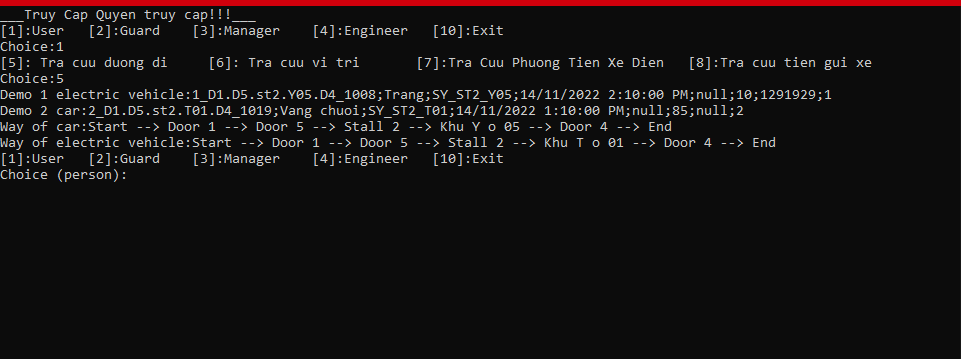 ___Truy Cap Quyen truy cap!!!___
[1]:User   [2]:Guard    [3]:Manager    [4]:Engineer   [10]:Exit
Choice:1
[5]: Tra cuu duong di     [6]: Tra cuu vi tri       [7]:Tra Cuu Phuong Tien Xe Dien   [8]:Tra cuu tien gui xe
Choice:5
Demo 1 electric vehicle:1_D1.D5.st2.Y05.D4_1008;Trang;SY_ST2_Y05;14/11/2022 2:10:00 PM;null;10;1291929;1
Demo 2 car:2_D1.D5.st2.T01.D4_1019;Vang chuoi;SY_ST2_T01;14/11/2022 1:10:00 PM;null;85;null;2
Way of car:Start --> Door 1 --> Door 5 --> Stall 2 --> Khu Y o 05 --> Door 4 --> End
Way of electric vehicle:Start --> Door 1 --> Door 5 --> Stall 2 --> Khu T o 01 --> Door 4 --> End
[1]:User   [2]:Guard    [3]:Manager    [4]:Engineer   [10]:Exit
Choice (person):